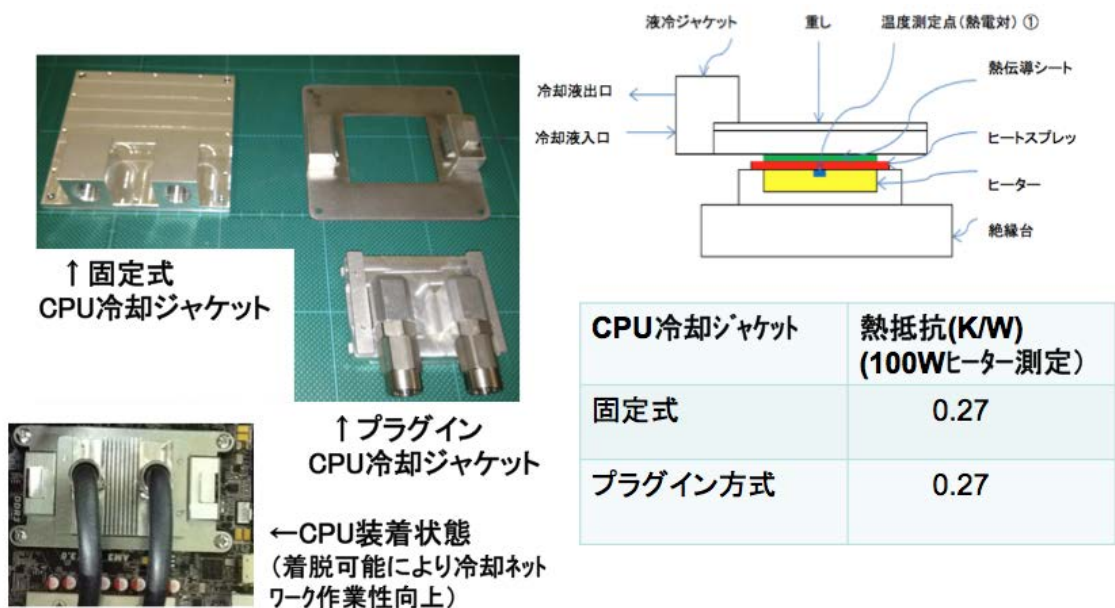 液冷ジャケット
重し
温度測定点(熱電対) ①
冷却液出口
熱伝導シート
冷却液入口
ヒートスプレッ
ヒーター
絶縁台
↑固定式
CPU冷却ジャケット
↑プラグイン
CPU冷却ジャケット
←CPU装着状態
(着脱可能により冷却ネット
ワーク作業性向上)
CPU冷却ジャケット
熱抵抗(K/W)
(100Wヒーター測定)
固定式
0.27
プラグイン方式
0.27
DDR3
AM3